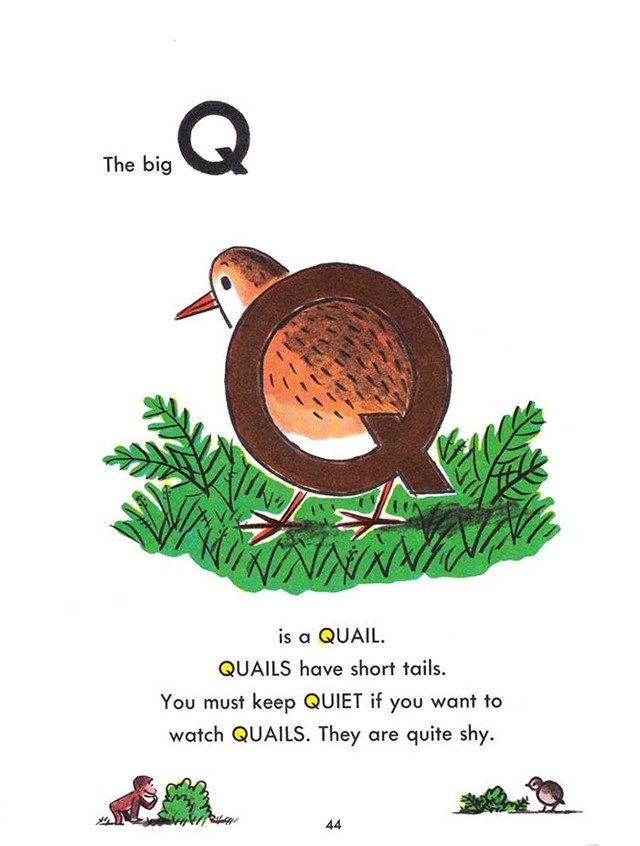 The big Q
is a QUAIL.
QUAILS have short tails.
You must keep QUIET if you want to
watch QUAILS. They are quite shy.
44